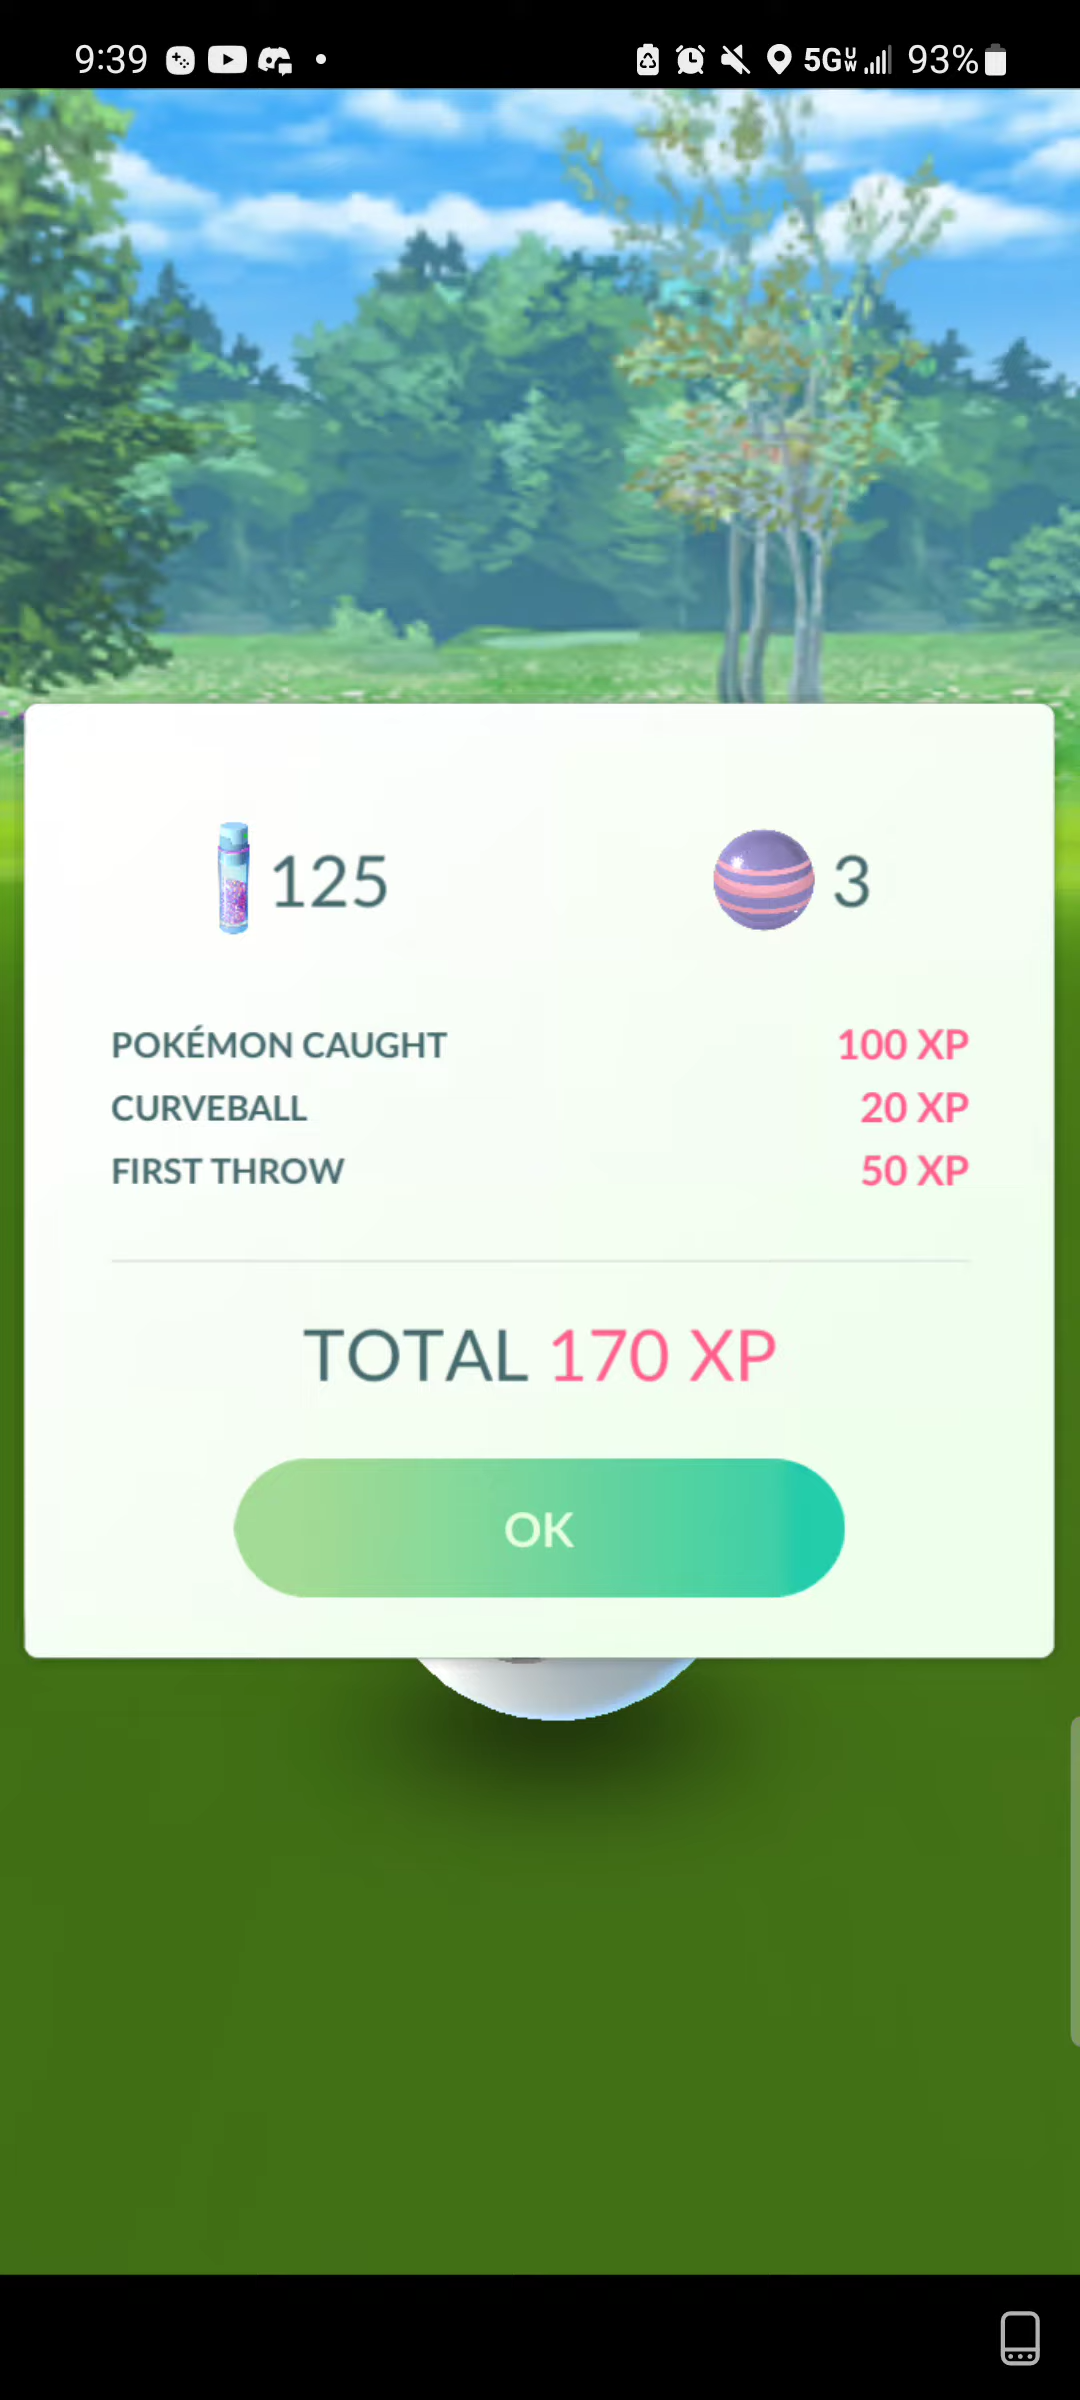 9:39 5G UW 93%
125 3
POKÉMON CAUGHT 100 XP
CURVEBALL 20 XP
FIRST THROW 50 XP
TOTAL 170 XP
OK